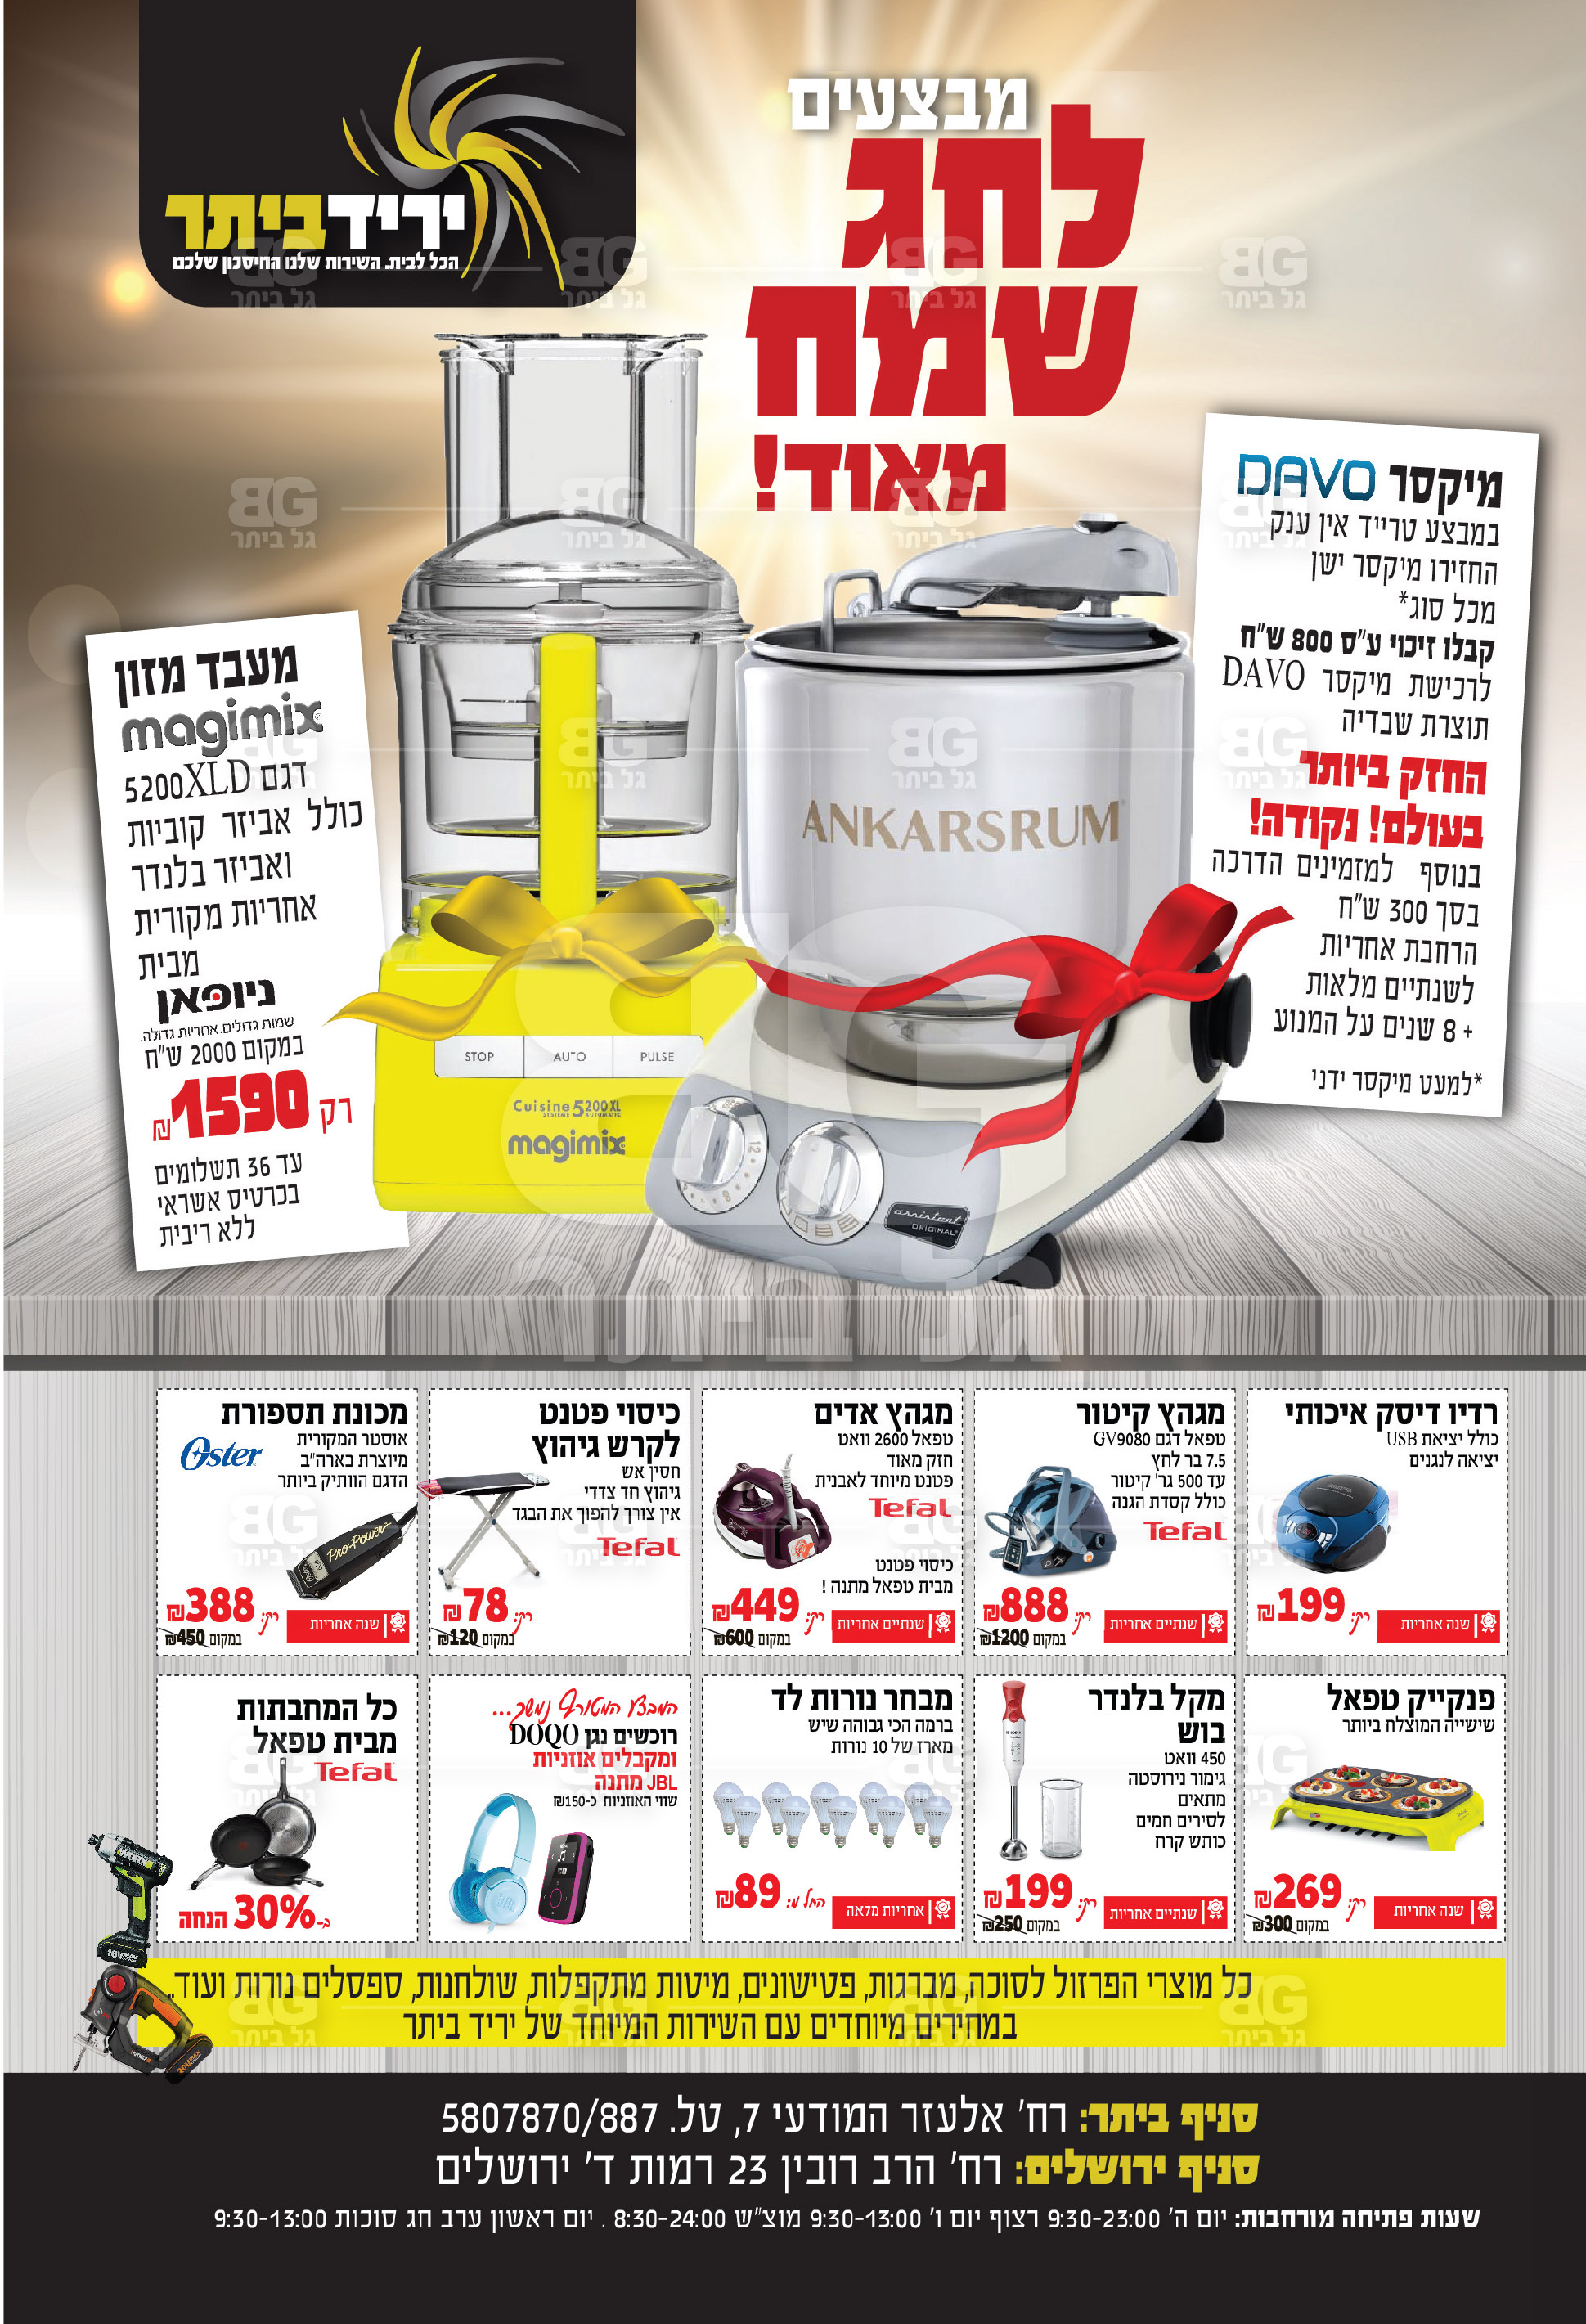 ירידביתר
הכל לבית. השירות שלנו החיסכון שלכם
מבצעים
לחג
שמח
מאוד!
מיקסר DAVO
במבצע טרייד אין ענק
החזירו מיקסר ישן
מכל סוג*
קבלו זיכוי ע"ס 800 ש"ח
לרכישת מיקסר DAVO
תוצרת שבדיה
החזק ביותר
בעולם! נקודה!
בנוסף למזמינים הדרכה
בסך 300 ש"ח
הרחבת אחריות
לשנתיים מלאות
+ 8 שנים על המנוע
*למעט מיקסר ידני
מעבד מזון
magimix
דגם 5200XLD
כולל אביזר קוביות
ואביזר בלנדר
אחריות מקורית
מבית
ניופאן
שמות גדולים. אחריות גדולה.
במקום 2000 ש"ח
רק 1590₪
עד 36 תשלומים
בכרטיס אשראי
ללא ריבית
STOP AUTO PULSE
Cuisine 5200XL
SYSTEME AUTOMATIC
magimix
ANKARSRUM
assistent
ORIGINAL
רדיו דיסק איכותי
כולל יציאת USB
יציאה לנגנים
שנה אחריות
רק: 199₪
מגהץ קיטור
טפאל דגם GV9080
7.5 בר לחץ
עד 500 גר' קיטור
כולל קסדת הגנה
Tefal
שנתיים אחריות
רק: 888₪
במקום 1200₪
מגהץ אדים
טפאל 2600 וואט
חזק מאוד
פטנט מיוחד לאבנית
Tefal
כיסוי פטנט
מבית טפאל מתנה !
שנתיים אחריות
רק: 449₪
במקום 600₪
כיסוי פטנט
לקרש גיהוץ
חסין אש
גיהוץ חד צדדי
אין צורך להפוך את הבגד
Tefal
רק: 78₪
במקום 120₪
מכונת תספורת
אוסטר המקורית
מיוצרת בארה"ב
הדגם הוותיק ביותר
Oster
Pro-Power
שנה אחריות
רק: 388₪
במקום 450₪
פנקייק טפאל
שישייה המוצלח ביותר
שנה אחריות
רק: 269₪
במקום 300₪
מקל בלנדר
בוש
450 וואט
גימור נירוסטה
מתאים
לסירים חמים
כותש קרח
שנתיים אחריות
רק: 199₪
במקום 250₪
מבחר נורות לד
ברמה הכי גבוהה שיש
מארז של 10 נורות
אחריות מלאה
החל מ: 89₪
המבצע המטורף נמשך...
רוכשים נגן DOQO
ומקבלים אוזניות
JBL מתנה
שווי האוזניות כ-150₪
JBL
כל המחבתות
מבית טפאל
Tefal
ב-30% הנחה
WORX
כל מוצרי הפרזול לסוכה, מברגות, פטישונים, מיטות מתקפלות, שולחנות, ספסלים נורות ועוד..
במחירים מיוחדים עם השירות המיוחד של יריד ביתר
סניף ביתר: רח' אלעזר המודעי 7, טל. 5807870/887
סניף ירושלים: רח' הרב רובין 23 רמות ד' ירושלים
שעות פתיחה מורחבות: יום ה' 9:30-23:00 רצוף יום ו' 9:30-13:00 מוצ"ש 8:30-24:00 . יום ראשון ערב חג סוכות 9:30-13:00
BG
גל ביתר